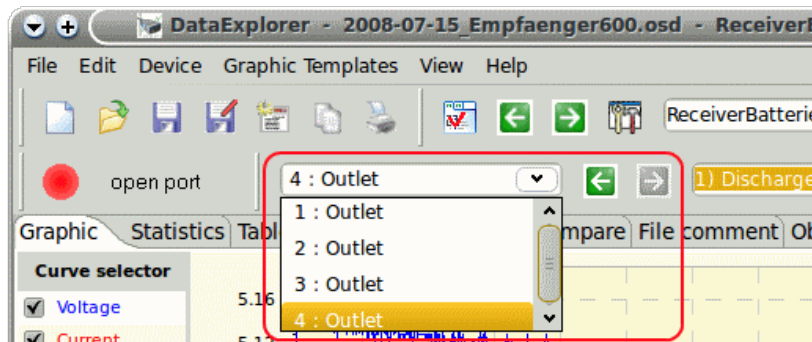 DataExplorer - 2008-07-15_Empfaenger600.osd - Receiver
File Edit Device Graphic Templates View Help
ReceiverBatterie
open port 4 : Outlet 1) Discharge
1 : Outlet
Graphic Statistics mpare File comment
2 : Outlet
Curve selector
3 : Outlet
Voltage 5.16
4 : Outlet
Current 5.12